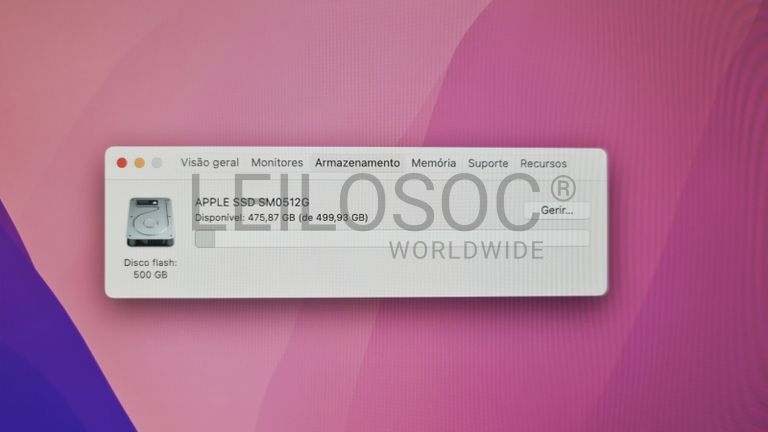 Visão geral Monitores Armazenamento Memória Suporte Recursos
APPLE SSD SM0512G
Disponível: 475,87 GB (de 499,93 GB)
Gerir...
Disco flash:
500 GB
LEILOSOC®
WORLDWIDE